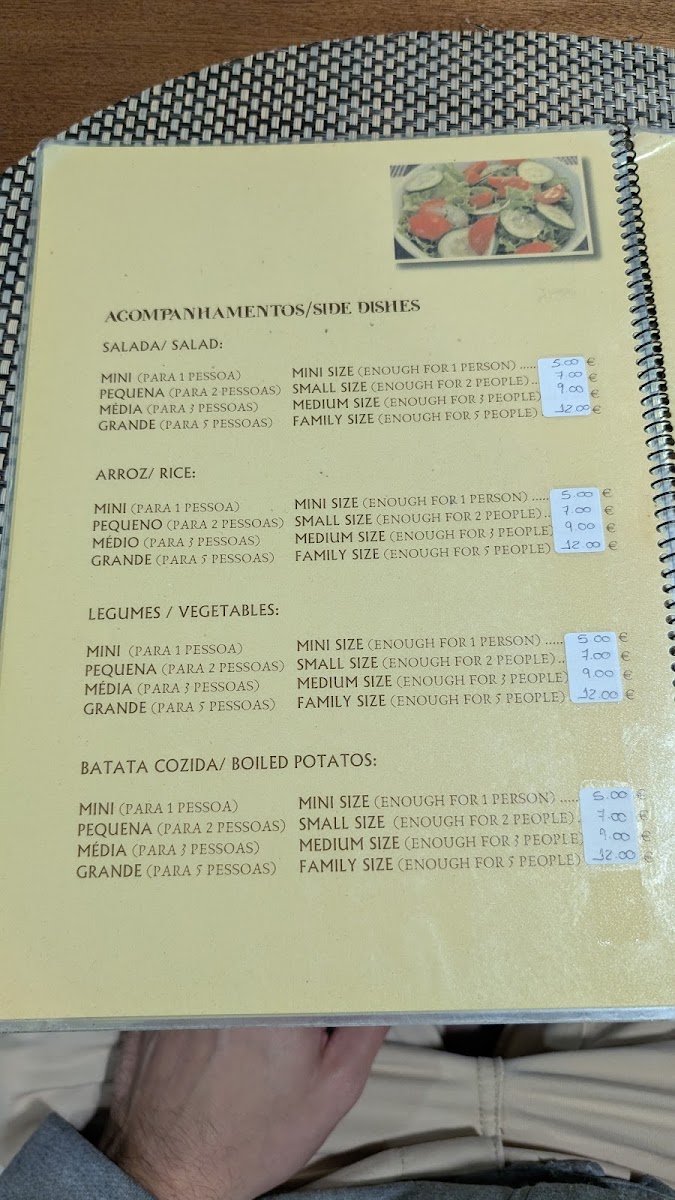 ACOMPANHAMENTOS/SIDE DISHES
SALADA/ SALAD:
MINI (PARA 1 PESSOA) MINI SIZE (ENOUGH FOR 1 PERSON) ..... 5.00 €
PEQUENA (PARA 2 PESSOAS) SMALL SIZE (ENOUGH FOR 2 PEOPLE) .. 7.00 €
MÉDIA (PARA 3 PESSOAS) MEDIUM SIZE (ENOUGH FOR 3 PEOPLE) 9.00 €
GRANDE (PARA 5 PESSOAS) FAMILY SIZE (ENOUGH FOR 5 PEOPLE) 12.00 €
ARROZ/ RICE:
MINI (PARA 1 PESSOA) MINI SIZE (ENOUGH FOR 1 PERSON) ..... 5.00 €
PEQUENO (PARA 2 PESSOAS) SMALL SIZE (ENOUGH FOR 2 PEOPLE) .. 7.00 €
MÉDIO (PARA 3 PESSOAS) MEDIUM SIZE (ENOUGH FOR 3 PEOPLE) 9.00 €
GRANDE (PARA 5 PESSOAS) FAMILY SIZE (ENOUGH FOR 5 PEOPLE) 12.00 €
LEGUMES / VEGETABLES:
MINI (PARA 1 PESSOA) MINI SIZE (ENOUGH FOR 1 PERSON) ..... 5.00 €
PEQUENA (PARA 2 PESSOAS) SMALL SIZE (ENOUGH FOR 2 PEOPLE) .. 7.00 €
MÉDIA (PARA 3 PESSOAS) MEDIUM SIZE (ENOUGH FOR 3 PEOPLE) 9.00 €
GRANDE (PARA 5 PESSOAS) FAMILY SIZE (ENOUGH FOR 5 PEOPLE) 12.00 €
BATATA COZIDA/ BOILED POTATOS:
MINI (PARA 1 PESSOA) MINI SIZE (ENOUGH FOR 1 PERSON) ..... 5.00 €
PEQUENA (PARA 2 PESSOAS) SMALL SIZE (ENOUGH FOR 2 PEOPLE) . 7.00 €
MÉDIA (PARA 3 PESSOAS) MEDIUM SIZE (ENOUGH FOR 3 PEOPLE) 9.00 €
GRANDE (PARA 5 PESSOAS) FAMILY SIZE (ENOUGH FOR 5 PEOPLE) 12.00 €